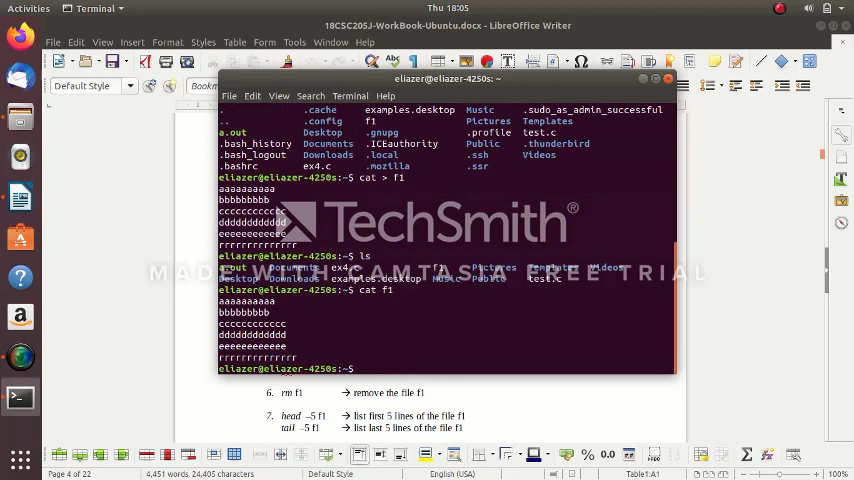 Activities Terminal Thu 18:05
18CSC205J-WorkBook-Ubuntu.docx - LibreOffice Writer
File Edit View Insert Format Styles Table Form Tools Window Help
Default Style
eliazer@eliazer-4250s: ~
File Edit View Search Terminal Help
. .cache examples.desktop Music .sudo_as_admin_successful
.. .config f1 Pictures Templates
a.out Desktop .gnupg .profile test.c
.bash_history Documents .ICEauthority Public .thunderbird
.bash_logout Downloads .local .ssh Videos
.bashrc ex4.c .mozilla .ssr
eliazer@eliazer-4250s:~$ cat > f1
aaaaaaaaaa
bbbbbbbbb
cccccccccccc
dddddddddddd
eeeeeeeeeeee
rrrrrrrrrrrrrr
eliazer@eliazer-4250s:~$ ls
a.out Documents ex4.c f1 Pictures Templates Videos
Desktop Downloads examples.desktop Music Public test.c
eliazer@eliazer-4250s:~$ cat f1
aaaaaaaaaa
bbbbbbbbb
cccccccccccc
dddddddddddd
eeeeeeeeeeee
rrrrrrrrrrrrrr
eliazer@eliazer-4250s:~$
TechSmith®
MADE WITH CAMTASIA FREE TRIAL
6. rm f1 → remove the file f1
7. head –5 f1 → list first 5 lines of the file f1
tail –5 f1 → list last 5 lines of the file f1
Page 4 of 22 4,451 words, 24,405 characters Default Style English (USA) Table1:A1 100%